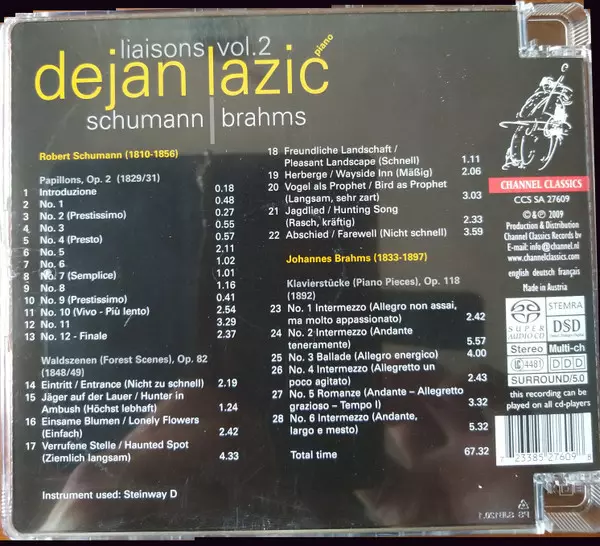 liaisons vol.2
dejan lazić
piano
schumann | brahms
Robert Schumann (1810-1856)
Papillons, Op. 2 (1829/31)
1 Introduzione 0.18
2 No. 1 0.48
3 No. 2 (Prestissimo) 0.27
4 No. 3 0.55
5 No. 4 (Presto) 0.57
6 No. 5 2.11
7 No. 6 1.02
8 No. 7 (Semplice) 1.01
9 No. 8 1.16
10 No. 9 (Prestissimo) 0.41
11 No. 10 (Vivo - Più lento) 2.54
12 No. 11 3.29
13 No. 12 - Finale 2.37
Waldszenen (Forest Scenes), Op. 82
(1848/49)
14 Eintritt / Entrance (Nicht zu schnell) 2.19
15 Jäger auf der Lauer / Hunter in
Ambush (Höchst lebhaft) 1.24
16 Einsame Blumen / Lonely Flowers
(Einfach) 2.42
17 Verrufene Stelle / Haunted Spot
(Ziemlich langsam) 4.33
Instrument used: Steinway D
18 Freundliche Landschaft /
Pleasant Landscape (Schnell) 1.11
19 Herberge / Wayside Inn (Mäßig) 2.06
20 Vogel als Prophet / Bird as Prophet
(Langsam, sehr zart) 3.03
21 Jagdlied / Hunting Song
(Rasch, kräftig) 2.33
22 Abschied / Farewell (Nicht schnell) 3.59
Johannes Brahms (1833-1897)
Klavierstücke (Piano Pieces), Op. 118
(1892)
23 No. 1 Intermezzo (Allegro non assai,
ma molto appassionato) 2.42
24 No. 2 Intermezzo (Andante
teneramente) 5.57
25 No. 3 Ballade (Allegro energico) 4.00
26 No. 4 Intermezzo (Allegretto un
poco agitato) 2.43
27 No. 5 Romanze (Andante - Allegretto
grazioso - Tempo I) 3.32
28 No. 6 Intermezzo (Andante,
largo e mesto) 5.32
Total time 67.32
CHANNEL CLASSICS
CCS SA 27609
© & ℗ 2009
Production & Distribution
Channel Classics Records bv
E-mail: info@channel.nl
www.channelclassics.com
english deutsch français
Made in Austria
SUPER AUDIO CD
STEMRA
DSD
Direct Stream Digital
Stereo Multi-ch
LC 4481
DDD
SURROUND/5.0
this recording can be
played on all cd-players
7 23385 27609 8